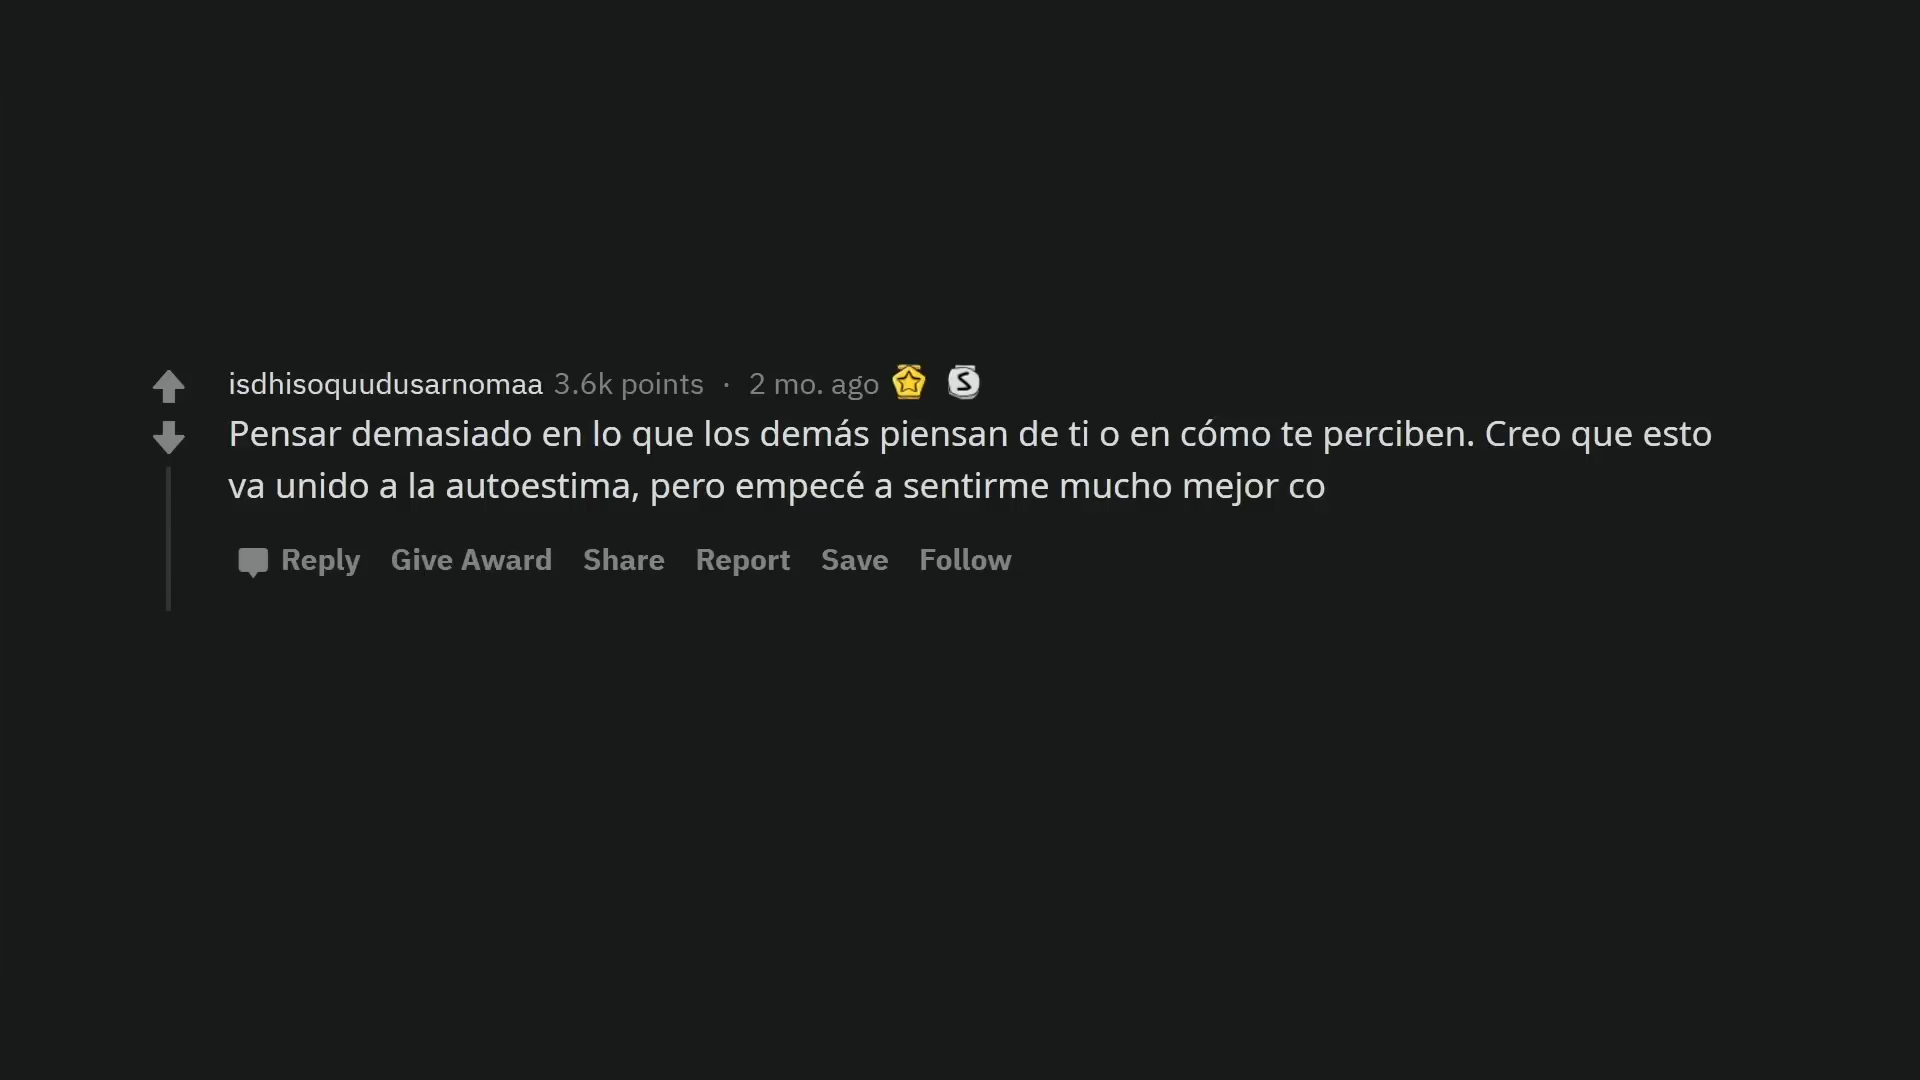 isdhisoquudusarnomaa 3.6k points · 2 mo. ago
Pensar demasiado en lo que los demás piensan de ti o en cómo te perciben. Creo que esto
va unido a la autoestima, pero empecé a sentirme mucho mejor co
Reply Give Award Share Report Save Follow